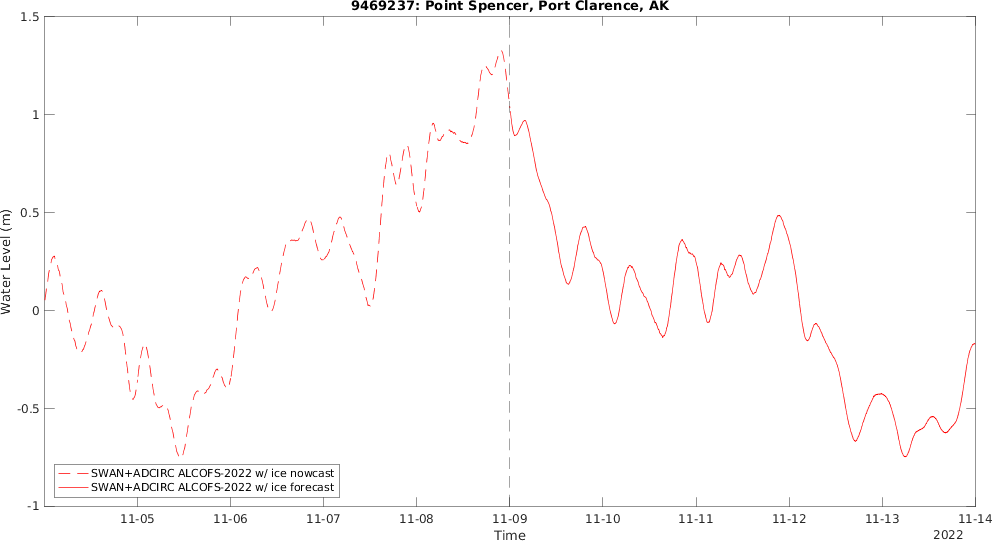 9469237: Point Spencer, Port Clarence, AK
1.5
1
0.5
0
-0.5
-1
Water Level (m)
SWAN+ADCIRC ALCOFS-2022 w/ ice nowcast
SWAN+ADCIRC ALCOFS-2022 w/ ice forecast
11-05 11-06 11-07 11-08 11-09 11-10 11-11 11-12 11-13 11-14
Time
2022